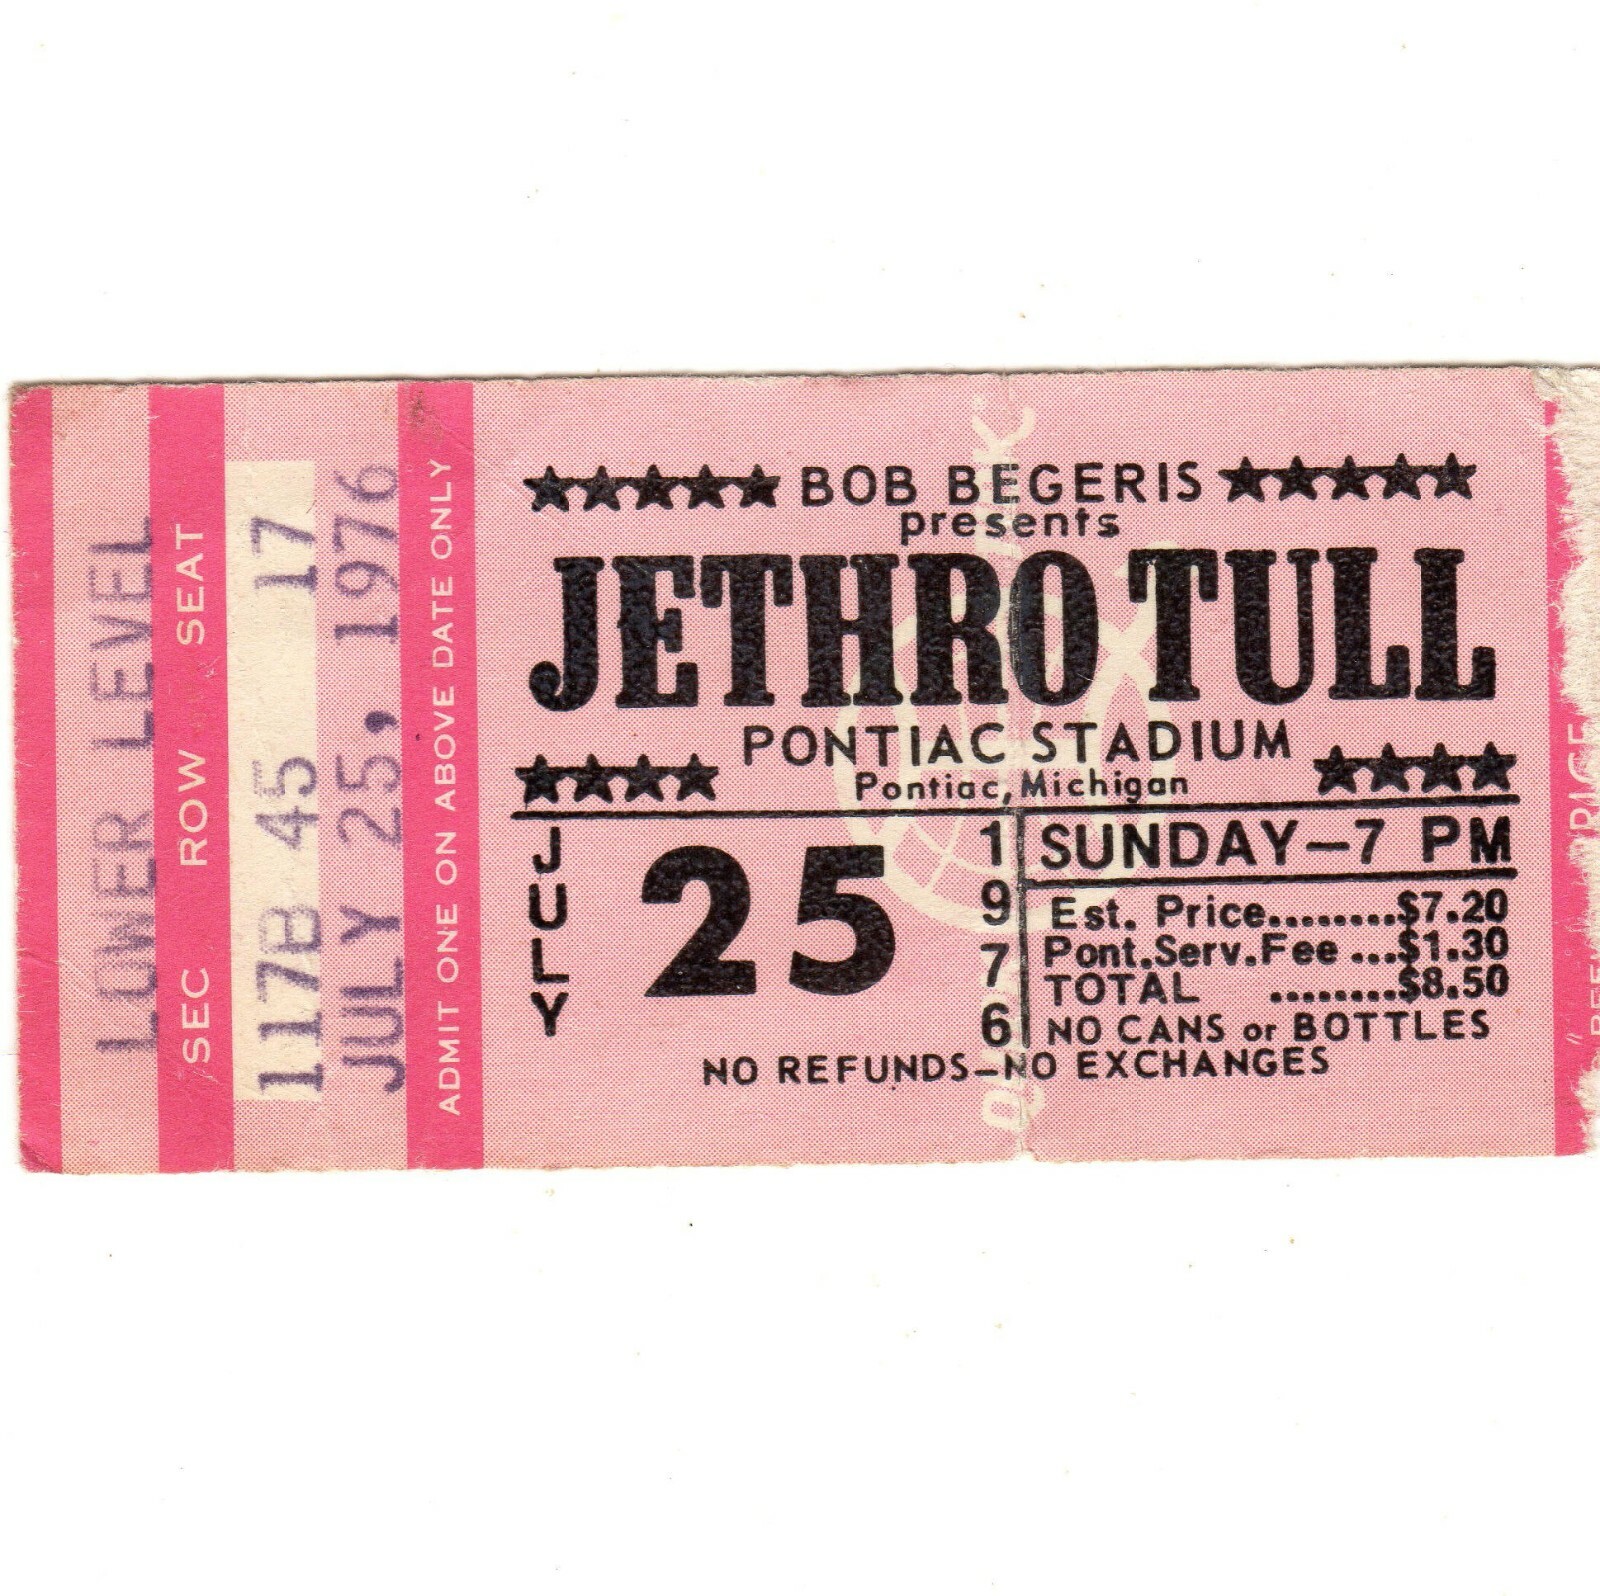 LOWER LEVEL
SEC ROW SEAT
117B 45 17
JULY 25, 1976
ADMIT ONE ON ABOVE DATE ONLY
BOB BEGERIS
presents
JETHRO TULL
PONTIAC STADIUM
Pontiac, Michigan
JULY
25
1976
SUNDAY—7 PM
Est. Price.........$7.20
Pont.Serv.Fee ....$1.30
TOTAL .........$8.50
NO CANS or BOTTLES
NO REFUNDS—NO EXCHANGES